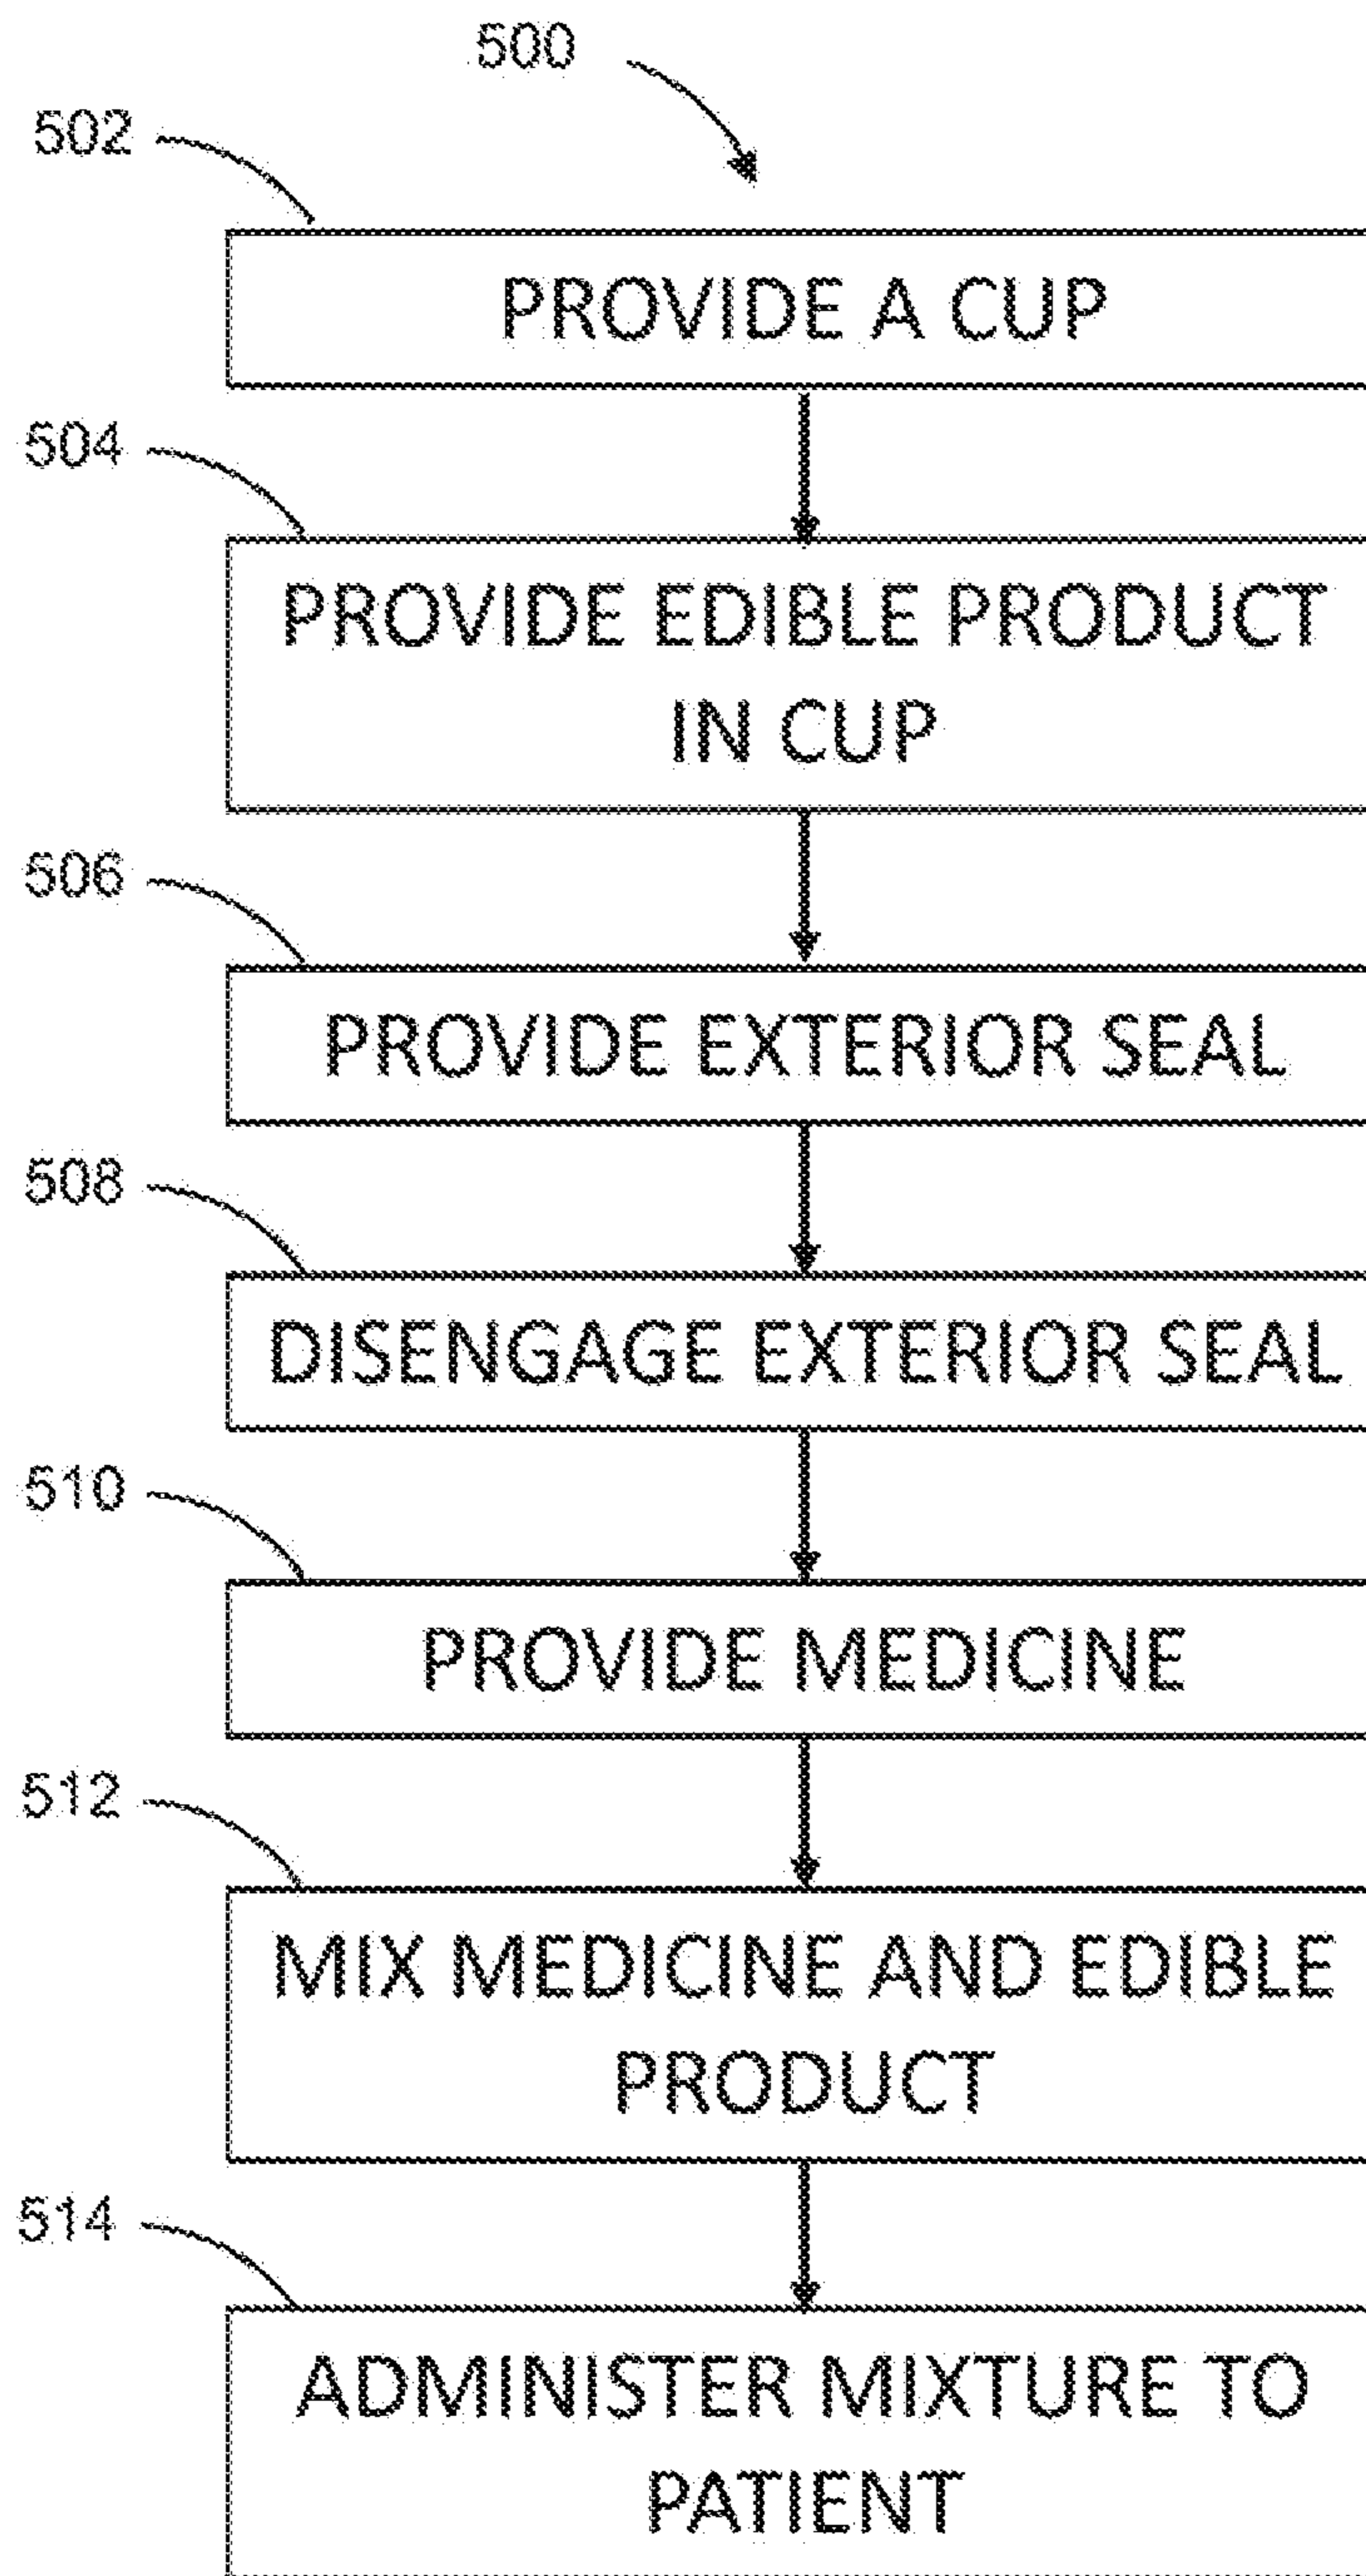 500
502
PROVIDE A CUP
504
PROVIDE EDIBLE PRODUCT
IN CUP
506
PROVIDE EXTERIOR SEAL
508
DISENGAGE EXTERIOR SEAL
510
PROVIDE MEDICINE
512
MIX MEDICINE AND EDIBLE
PRODUCT
514
ADMINISTER MIXTURE TO
PATIENT